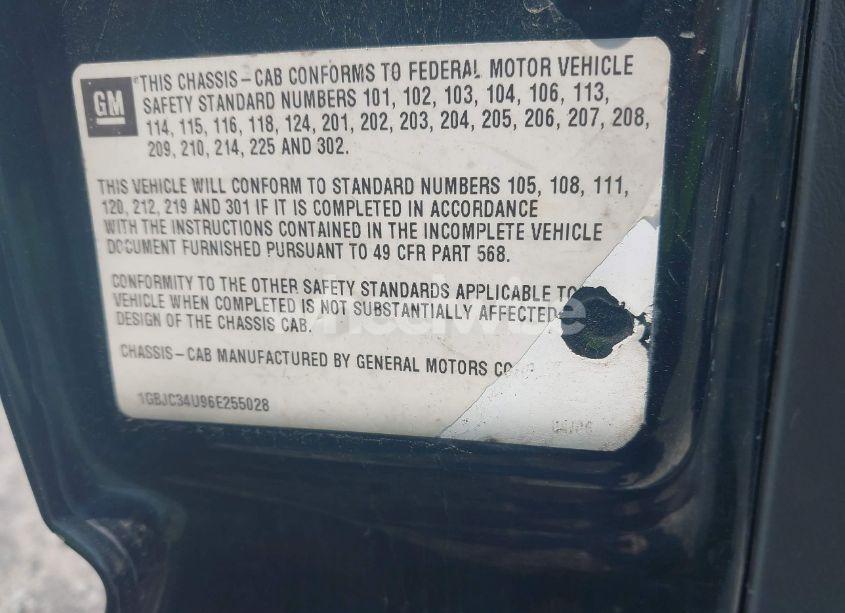 GM
*THIS CHASSIS-CAB CONFORMS TO FEDERAL MOTOR VEHICLE
SAFETY STANDARD NUMBERS 101, 102, 103, 104, 106, 113,
114, 115, 116, 118, 124, 201, 202, 203, 204, 205, 206, 207, 208,
209, 210, 214, 225 AND 302.
THIS VEHICLE WILL CONFORM TO STANDARD NUMBERS 105, 108, 111,
120, 212, 219 AND 301 IF IT IS COMPLETED IN ACCORDANCE
WITH THE INSTRUCTIONS CONTAINED IN THE INCOMPLETE VEHICLE
DOCUMENT FURNISHED PURSUANT TO 49 CFR PART 568.
CONFORMITY TO THE OTHER SAFETY STANDARDS APPLICABLE TO
VEHICLE WHEN COMPLETED IS NOT SUBSTANTIALLY AFFECTED
DESIGN OF THE CHASSIS CAB.
CHASSIS-CAB MANUFACTURED BY GENERAL MOTORS
1GBJC34U96E255028